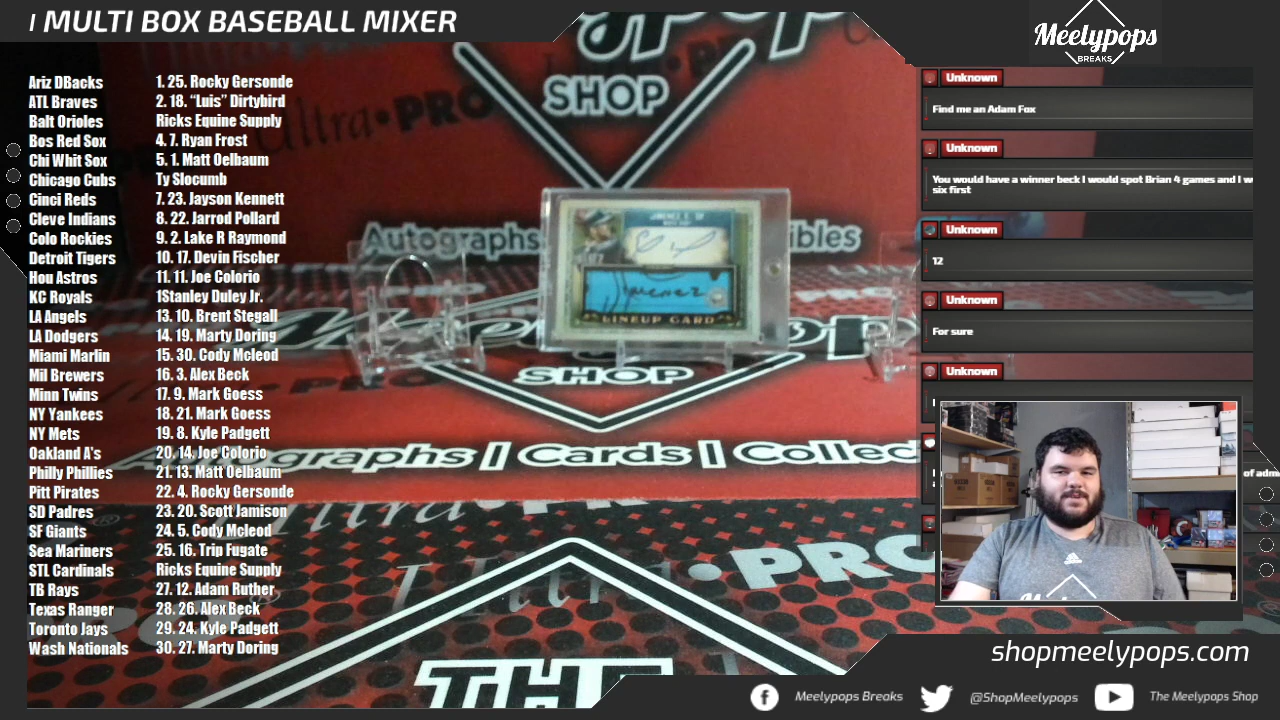 MULTI BOX BASEBALL MIXER
Meelypops
BREAKS
Ariz DBacks 1. 25. Rocky Gersonde
ATL Braves 2. 18. “Luis” Dirtybird
Balt Orioles Ricks Equine Supply
Bos Red Sox 4. 7. Ryan Frost
Chi Whit Sox 5. 1. Matt Oelbaum
Chicago Cubs Ty Slocumb
Cinci Reds 7. 23. Jayson Kennett
Cleve Indians 8. 22. Jarrod Pollard
Colo Rockies 9. 2. Lake R Raymond
Detroit Tigers 10. 17. Devin Fischer
Hou Astros 11. 11. Joe Colorio
KC Royals 1Stanley Duley Jr.
LA Angels 13. 10. Brent Stegall
LA Dodgers 14. 19. Marty Doring
Miami Marlin 15. 30. Cody Mcleod
Mil Brewers 16. 3. Alex Beck
Minn Twins 17. 9. Mark Goess
NY Yankees 18. 21. Mark Goess
NY Mets 19. 8. Kyle Padgett
Oakland A's 20. 14. Joe Colorio
Philly Phillies 21. 13. Matt Oelbaum
Pitt Pirates 22. 4. Rocky Gersonde
SD Padres 23. 20. Scott Jamison
SF Giants 24. 5. Cody Mcleod
Sea Mariners 25. 16. Trip Fugate
STL Cardinals Ricks Equine Supply
TB Rays 27. 12. Adam Ruther
Texas Ranger 28. 26. Alex Beck
Toronto Jays 29. 24. Kyle Padgett
Wash Nationals 30. 27. Marty Doring
SHOP
Ultra•PRO
Autographs
LINEUP CARD
SHOP
Autographs | Cards | Collec
Ultra•PRO
THE
Unknown
Find me an Adam Fox
Unknown
You would have a winner beck I would spot Brian 4 games and I w
six first
Unknown
12
Unknown
For sure
Unknown
shopmeelypops.com
Meelypops Breaks
@ShopMeelypops
The Meelypops Shop